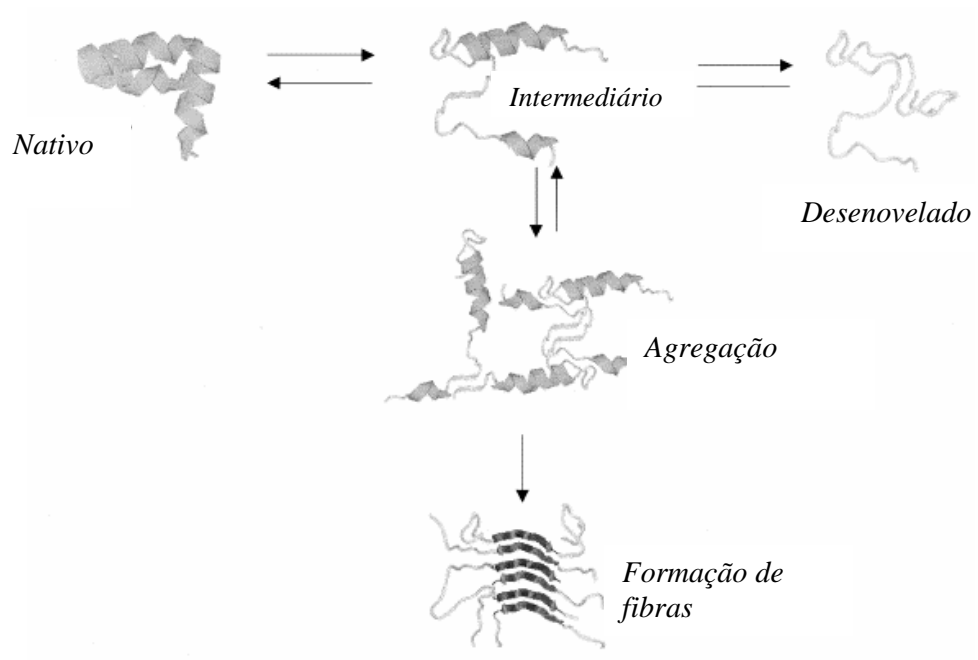 Nativo
Intermediário
Desenovelado
Agregação
Formação de
fibras